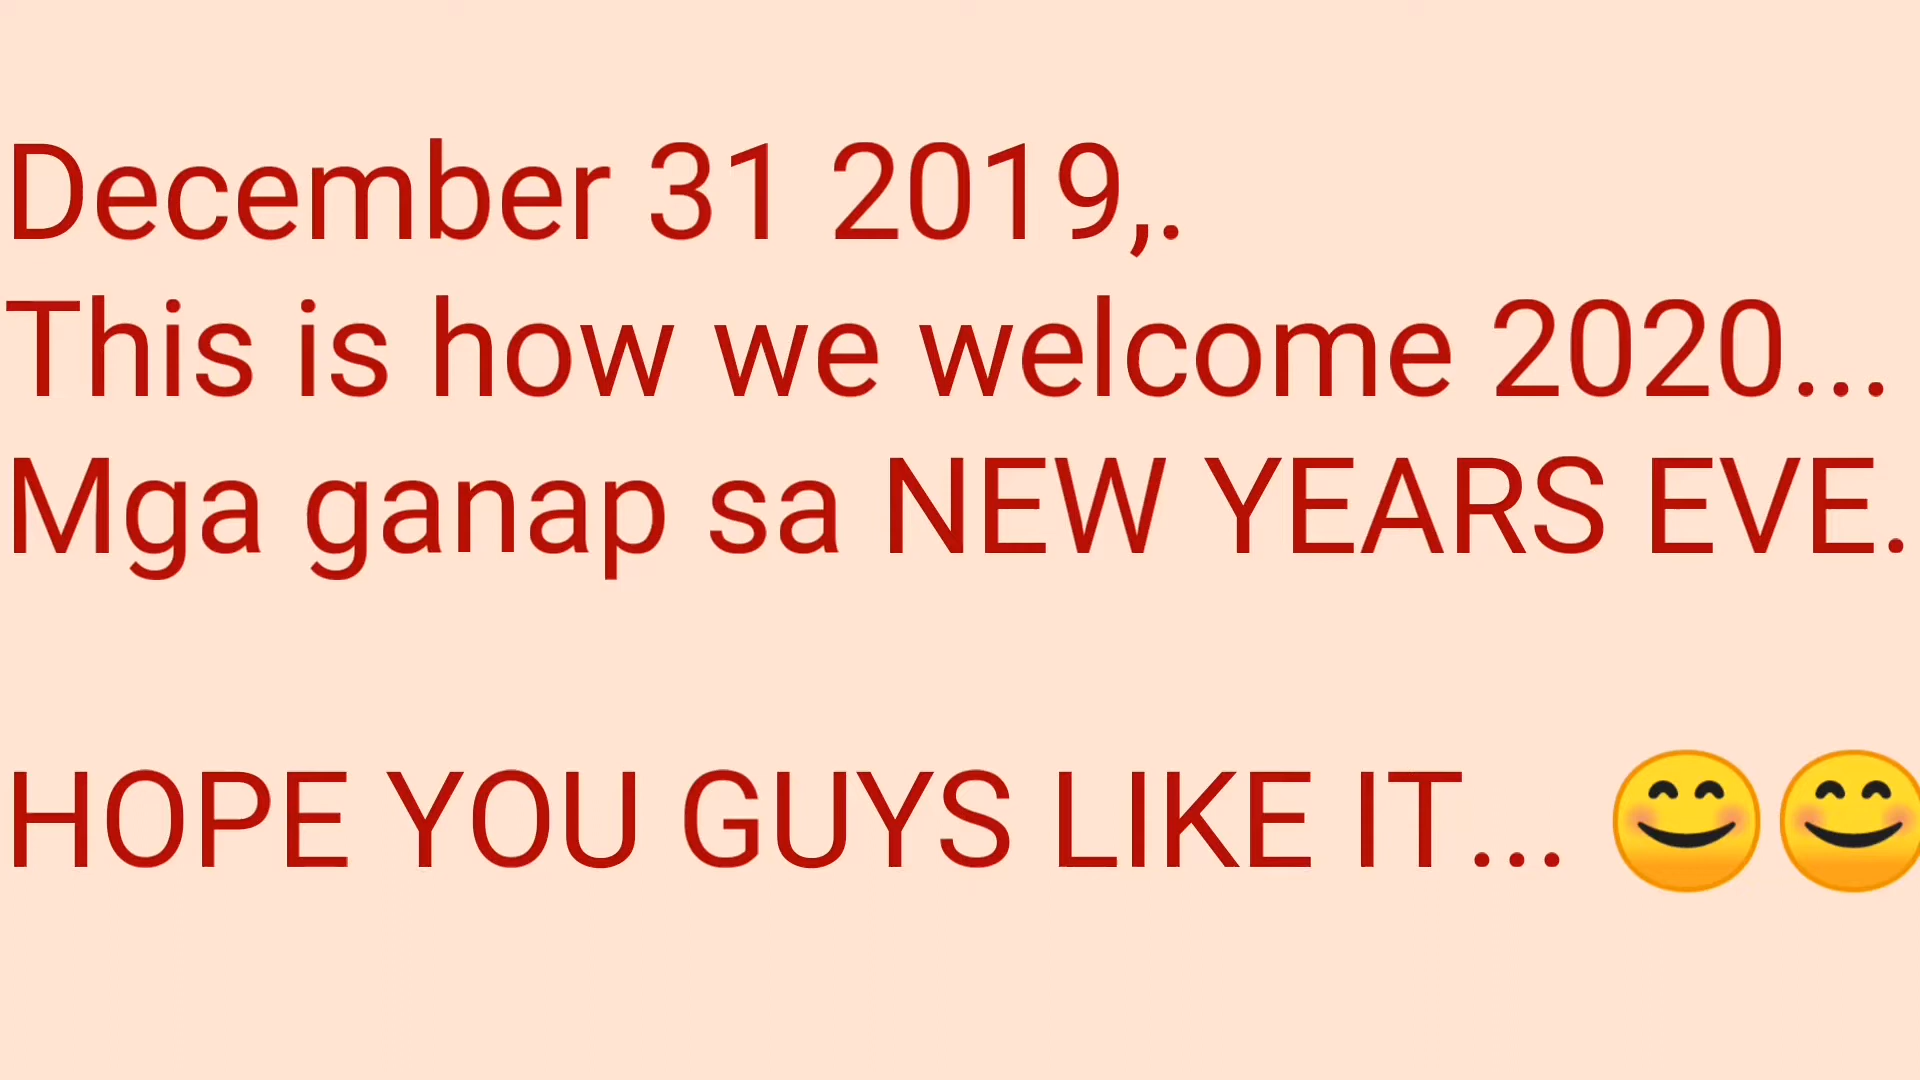 December 31 2019,.
This is how we welcome 2020...
Mga ganap sa NEW YEARS EVE.
HOPE YOU GUYS LIKE IT... 😊😊